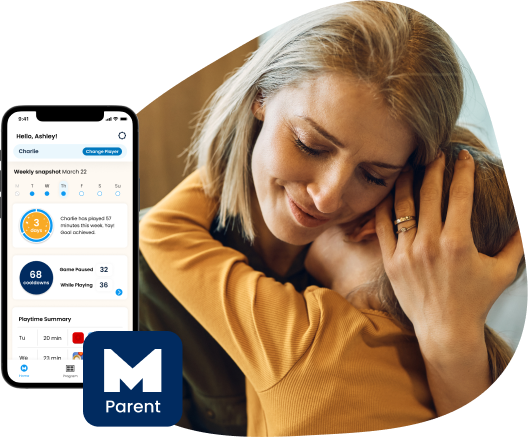 9:41
Hello, Ashley!
Charlie
Change Player
Weekly snapshot March 22
M T W Th F S Su
3
Days
Charlie has played 57
minutes this week. Yay!
Goal achieved.
68
cooldowns
Game Paused 32
While Playing 36
Playtime Summary
Tu 20 min
We 23 min
Home
Program
M
Parent